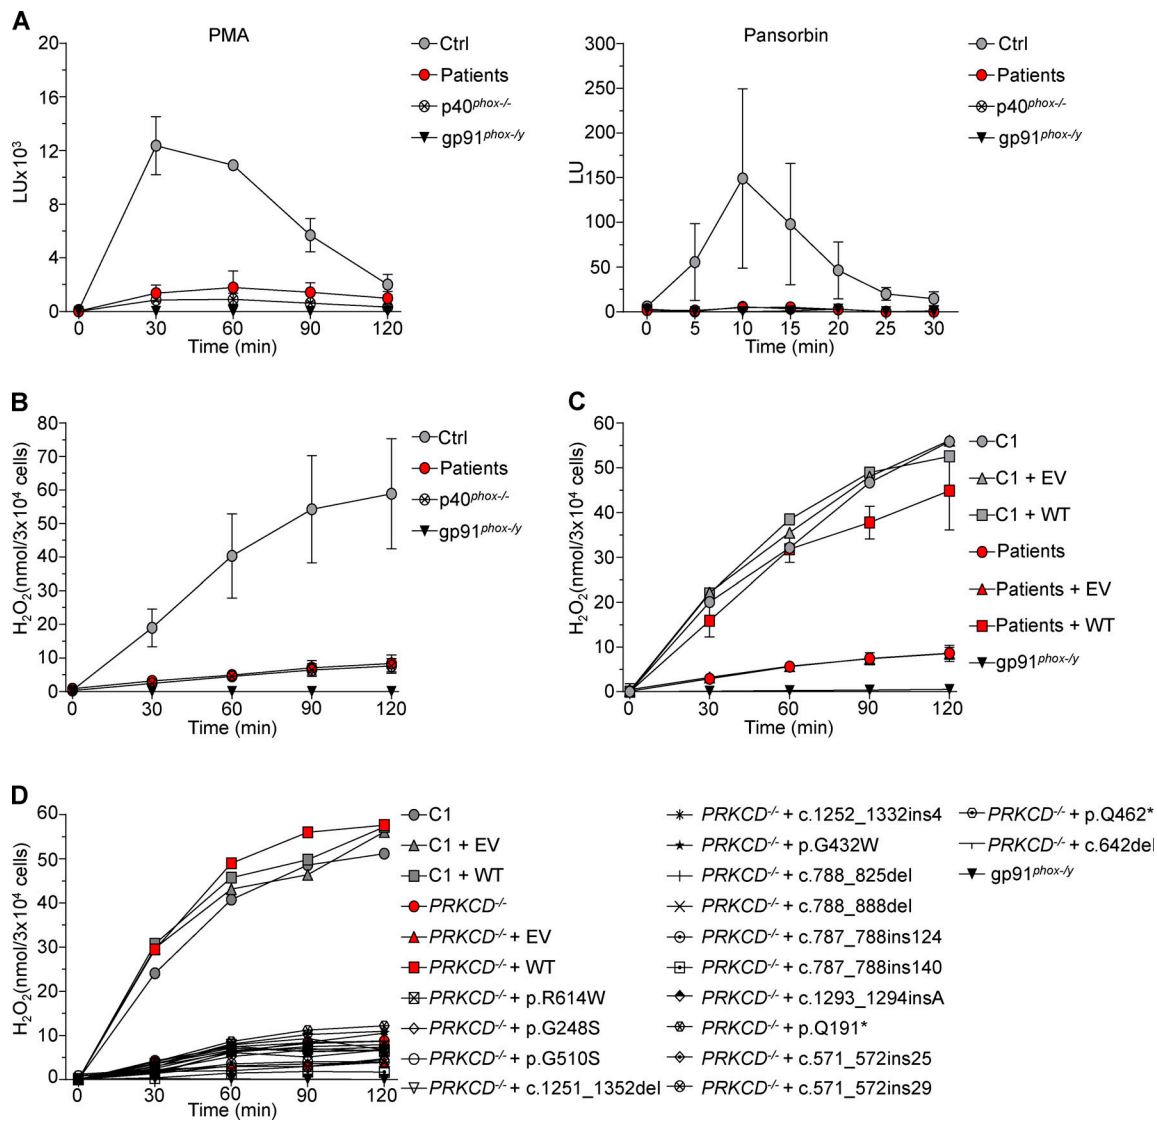 A
PMA
LUx10³
20
16
12
8
4
0
0 30 60 90 120
Time (min)
Ctrl
Patients
p40phox-/-
gp91phox-/y
Pansorbin
LU
300
250
200
150
100
50
0
0 5 10 15 20 25 30
Time (min)
Ctrl
Patients
p40phox-/-
gp91phox-/y
B
H₂O₂(nmol/3x10⁴ cells)
80
70
60
50
40
30
20
10
0
0 30 60 90 120
Time (min)
Ctrl
Patients
p40phox-/-
gp91phox-/y
C
H₂O₂(nmol/3x10⁴ cells)
60
50
40
30
20
10
0
0 30 60 90 120
Time (min)
C1
C1 + EV
C1 + WT
Patients
Patients + EV
Patients + WT
gp91phox-/y
D
H₂O₂(nmol/3x10⁴ cells)
60
50
40
30
20
10
0
0 30 60 90 120
Time (min)
C1
C1 + EV
C1 + WT
PRKCD-/-
PRKCD-/- + EV
PRKCD-/- + WT
PRKCD-/- + p.R614W
PRKCD-/- + p.G248S
PRKCD-/- + p.G510S
PRKCD-/- + c.1251_1352del
PRKCD-/- + c.1252_1332ins4
PRKCD-/- + p.G432W
PRKCD-/- + c.788_825del
PRKCD-/- + c.788_888del
PRKCD-/- + c.787_788ins124
PRKCD-/- + c.787_788ins140
PRKCD-/- + c.1293_1294insA
PRKCD-/- + p.Q191*
PRKCD-/- + c.571_572ins25
PRKCD-/- + c.571_572ins29
PRKCD-/- + p.Q462*
PRKCD-/- + c.642del
gp91phox-/y